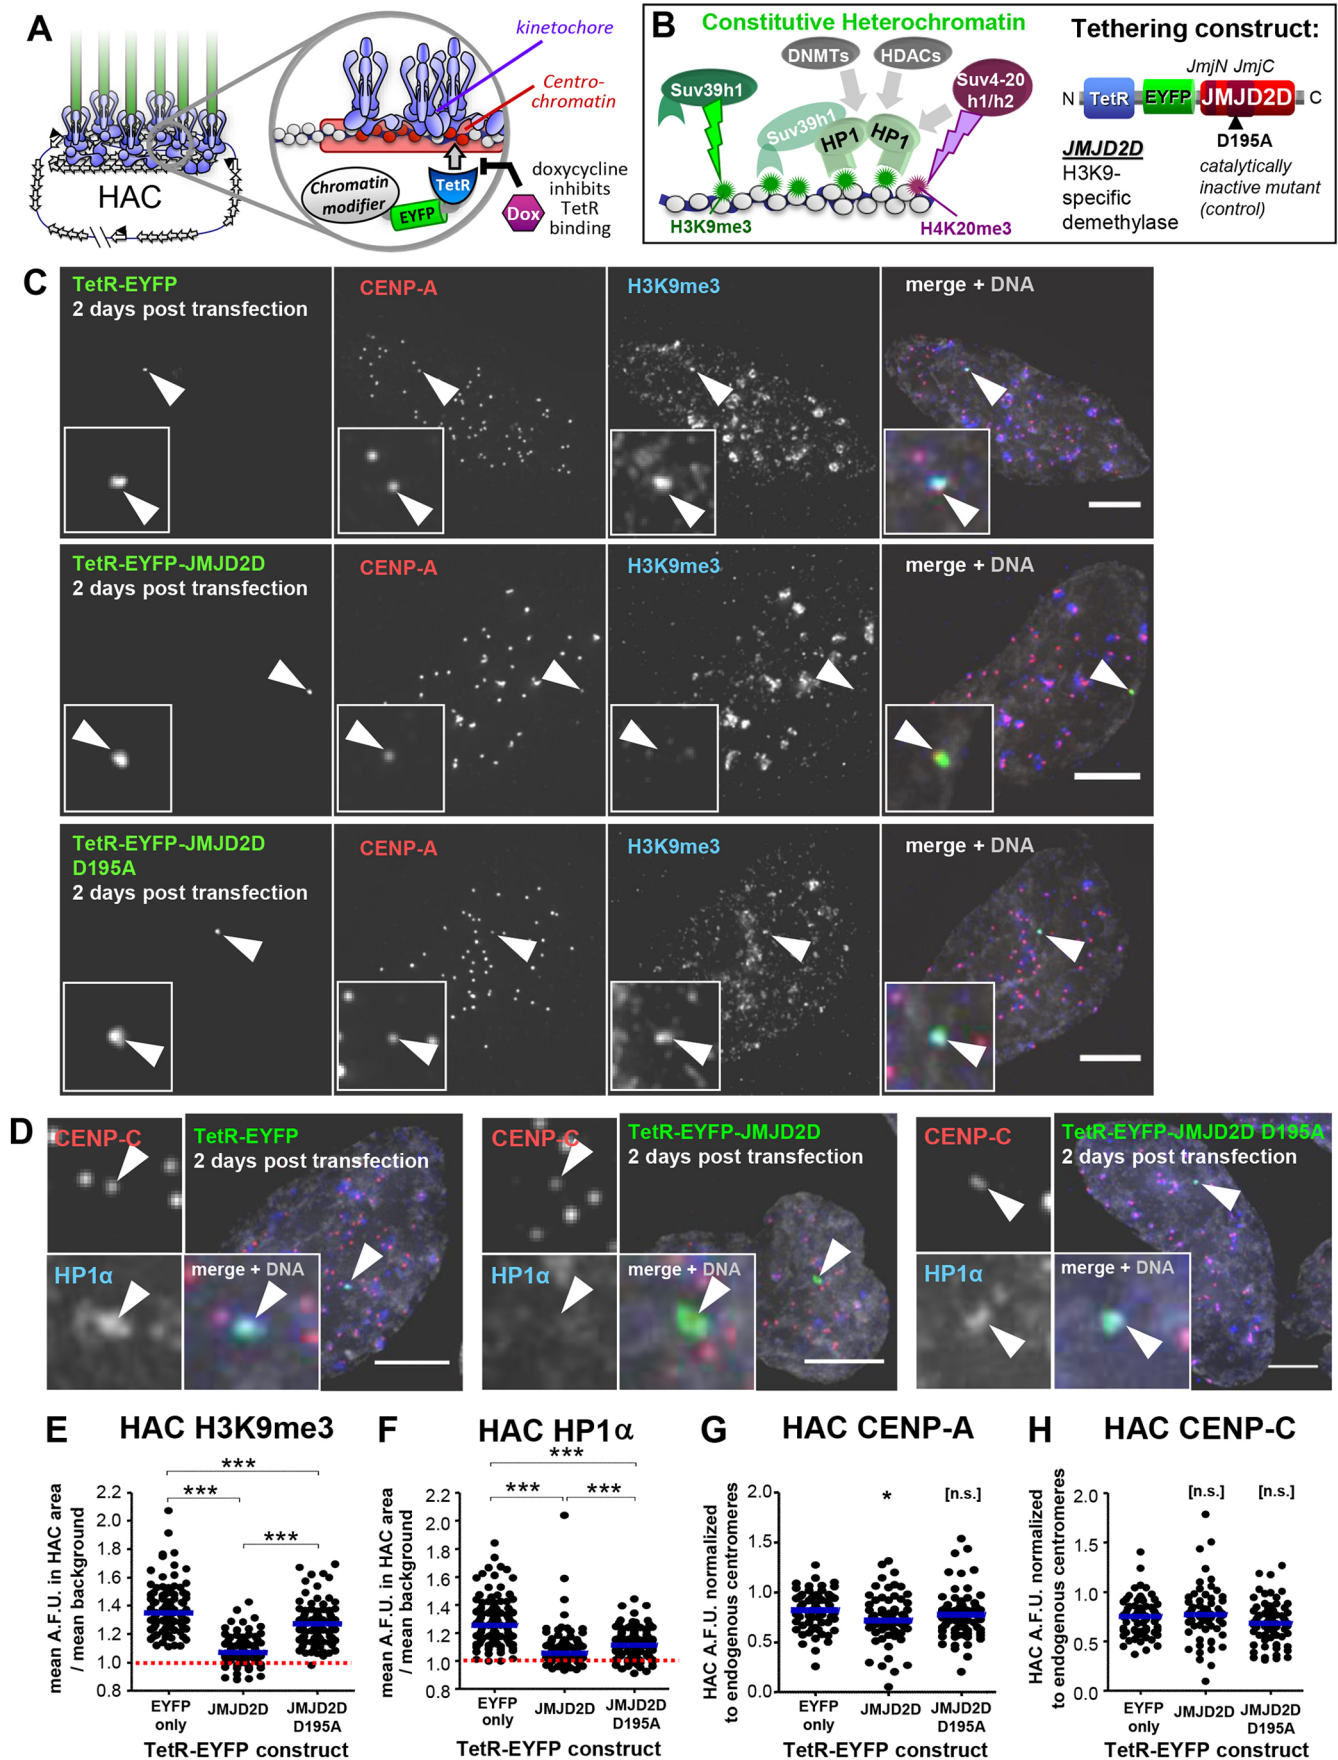 A
kinetochore
Centro-
chromatin
HAC
Chromatin
modifier
EYFP
TetR
Dox
doxycycline
inhibits
TetR
binding
B
Constitutive Heterochromatin
DNMTs
HDACs
Suv39h1
Suv39h1
HP1
HP1
Suv4-20
h1/h2
H3K9me3
H4K20me3
Tethering construct:
JmjN JmjC
N
TetR
EYFP
JMJD2D
C
D195A
JMJD2D
H3K9-
specific
demethylase
catalytically
inactive mutant
(control)
C
TetR-EYFP
2 days post transfection
CENP-A
H3K9me3
merge + DNA
TetR-EYFP-JMJD2D
2 days post transfection
CENP-A
H3K9me3
merge + DNA
TetR-EYFP-JMJD2D
D195A
2 days post transfection
CENP-A
H3K9me3
merge + DNA
D
CENP-C
TetR-EYFP
2 days post transfection
HP1α
merge + DNA
CENP-C
TetR-EYFP-JMJD2D
2 days post transfection
HP1α
merge + DNA
CENP-C
TetR-EYFP-JMJD2D D195A
2 days post transfection
HP1α
merge + DNA
E
HAC H3K9me3
***
***
***
mean A.F.U. in HAC area
/ mean background
2.2
2.0
1.8
1.6
1.4
1.2
1.0
0.8
EYFP
only
JMJD2D
JMJD2D
D195A
TetR-EYFP construct
F
HAC HP1α
***
***
***
mean A.F.U. in HAC area
/ mean background
2.2
2.0
1.8
1.6
1.4
1.2
1.0
0.8
EYFP
only
JMJD2D
JMJD2D
D195A
TetR-EYFP construct
G
HAC CENP-A
*
[n.s.]
HAC A.F.U. normalized
to endogenous centromeres
2.0
1.5
1.0
0.5
0.0
EYFP
only
JMJD2D
JMJD2D
D195A
TetR-EYFP construct
H
HAC CENP-C
[n.s.]
[n.s.]
HAC A.F.U. normalized
to endogenous centromeres
2.0
1.5
1.0
0.5
0.0
EYFP
only
JMJD2D
JMJD2D
D195A
TetR-EYFP construct